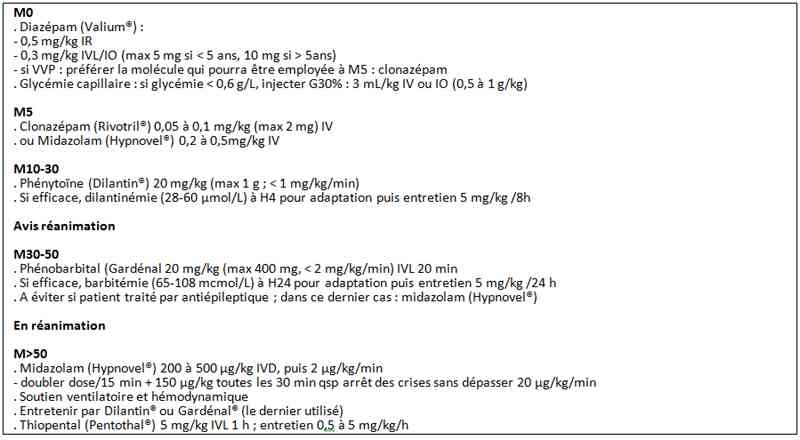 M0
. Diazépam (Valium®) :
- 0,5 mg/kg IR
- 0,3 mg/kg IVL/IO (max 5 mg si < 5 ans, 10 mg si > 5ans)
- si VVP : préférer la molécule qui pourra être employée à M5 : clonazépam
. Glycémie capillaire : si glycémie < 0,6 g/L, injecter G30% : 3 mL/kg IV ou IO (0,5 à 1 g/kg)
M5
. Clonazépam (Rivotril®) 0,05 à 0,1 mg/kg (max 2 mg) IV
. ou Midazolam (Hypnovel®) 0,2 à 0,5mg/kg IV
M10-30
. Phénytoïne (Dilantin®) 20 mg/kg (max 1 g ; < 1 mg/kg/min)
. Si efficace, dilantinémie (28-60 µmol/L) à H4 pour adaptation puis entretien 5 mg/kg /8h
Avis réanimation
M30-50
. Phénobarbital (Gardénal 20 mg/kg (max 400 mg, < 2 mg/kg/min) IVL 20 min
. Si efficace, barbitémie (65-108 mcmol/L) à H24 pour adaptation puis entretien 5 mg/kg /24 h
. A éviter si patient traité par antiépileptique ; dans ce dernier cas : midazolam (Hypnovel®)
En réanimation
M>50
. Midazolam (Hypnovel®) 200 à 500 µg/kg IVD, puis 2 µg/kg/min
- doubler dose/15 min + 150 µg/kg toutes les 30 min qsp arrêt des crises sans dépasser 20 µg/kg/min
. Soutien ventilatoire et hémodynamique
. Entretenir par Dilantin® ou Gardénal® (le dernier utilisé)
. Thiopental (Pentothal®) 5 mg/kg IVL 1 h ; entretien 0,5 à 5 mg/kg/h